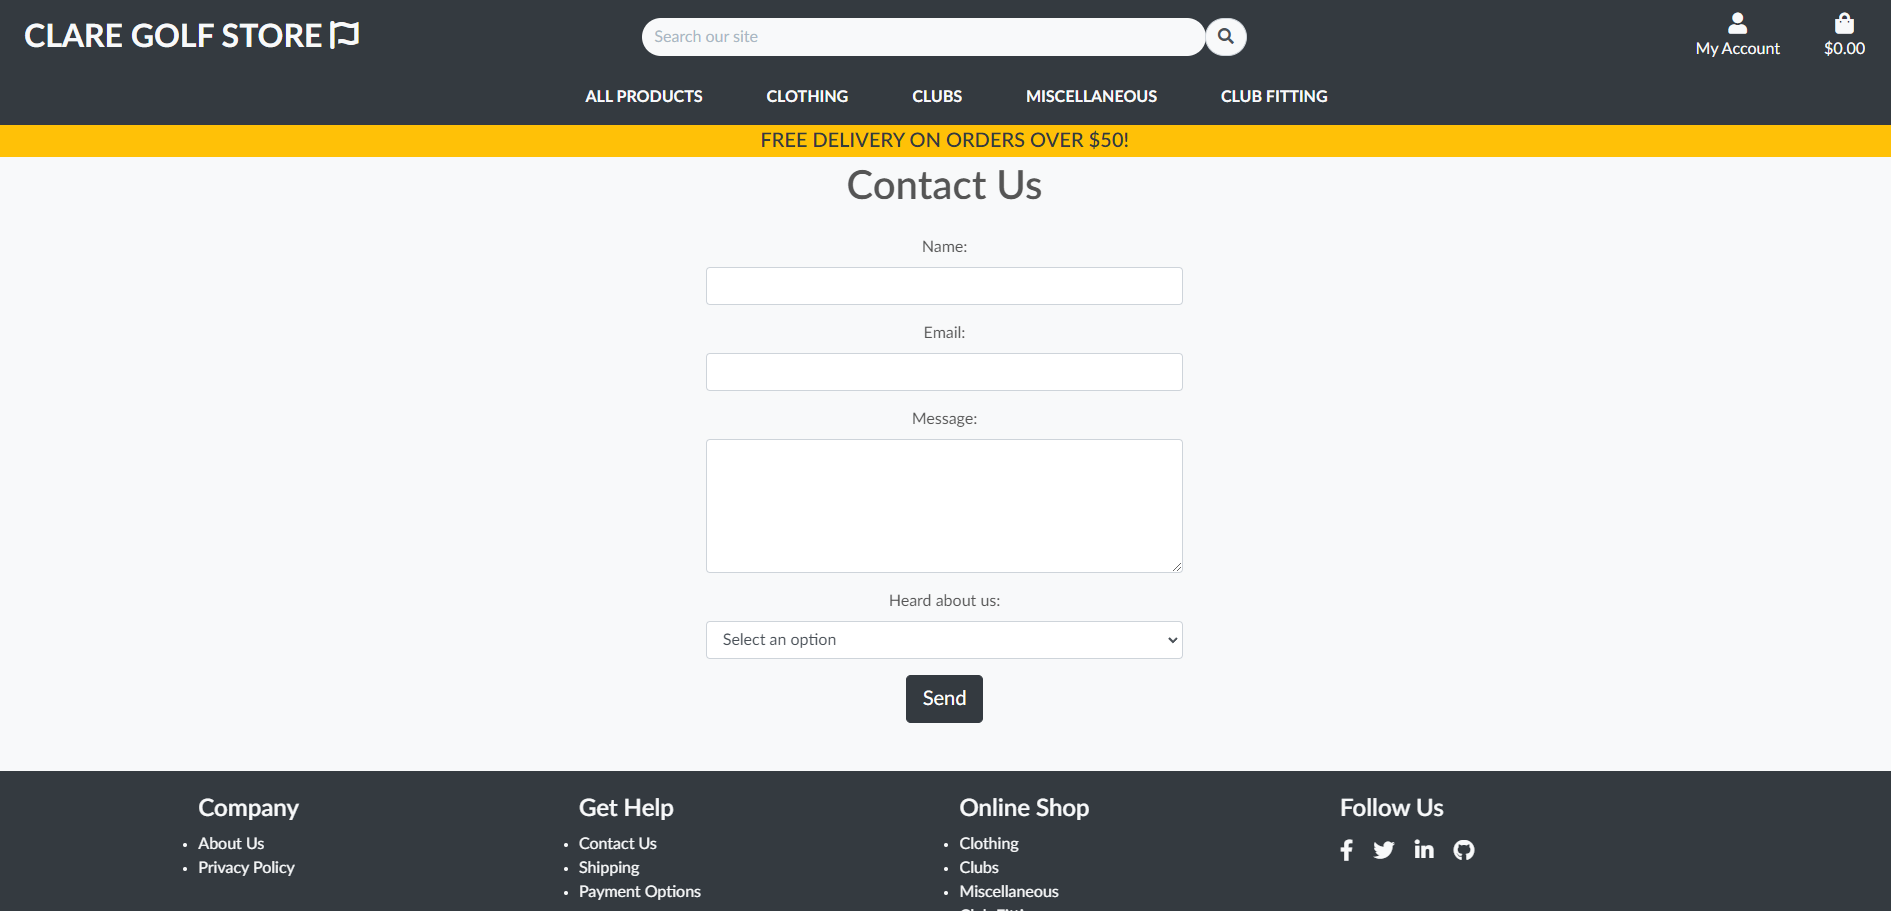 CLARE GOLF STORE
Search our site
My Account
$0.00
ALL PRODUCTS CLOTHING CLUBS MISCELLANEOUS CLUB FITTING
FREE DELIVERY ON ORDERS OVER $50!
Contact Us
Name:
Email:
Message:
Heard about us:
Select an option
Send
Company
About Us
Privacy Policy
Get Help
Contact Us
Shipping
Payment Options
Online Shop
Clothing
Clubs
Miscellaneous
Follow Us